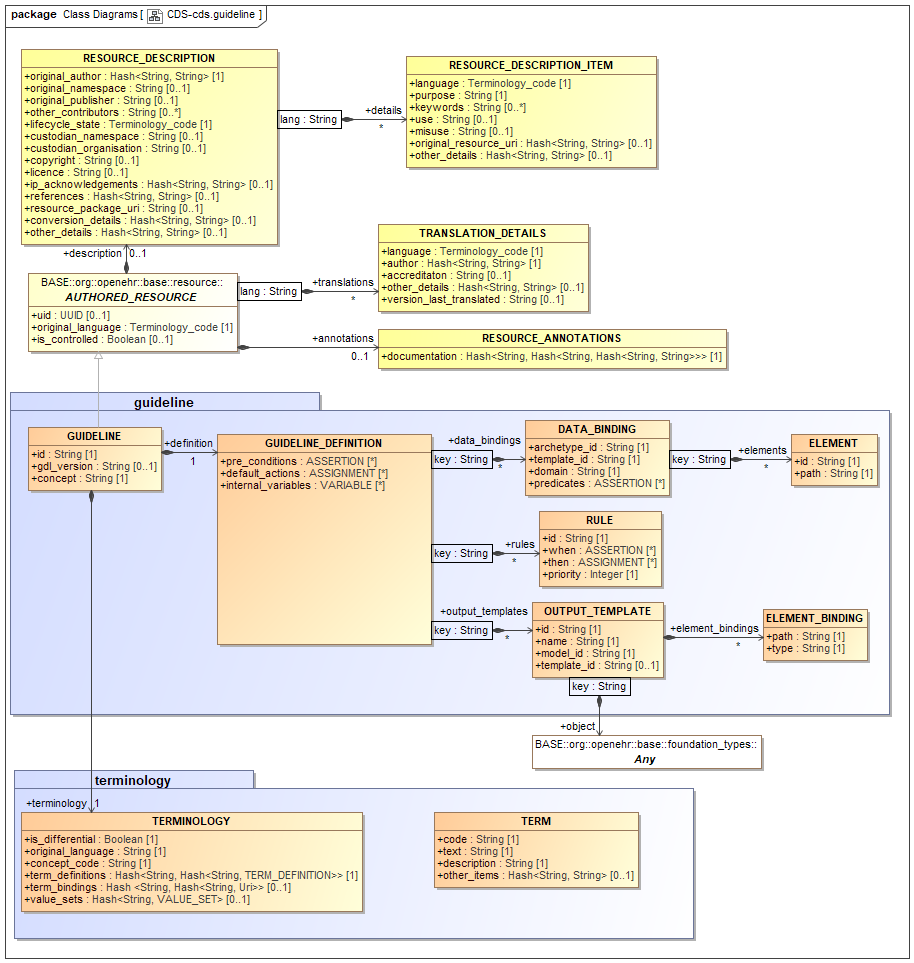 package Class Diagrams [ CDS-cds.guideline ]
RESOURCE_DESCRIPTION
+original_author : Hash<String, String> [1]
+original_namespace : String [0..1]
+original_publisher : String [0..1]
+other_contributors : String [0..*]
+lifecycle_state : Terminology_code [1]
+custodian_namespace : String [0..1]
+custodian_organisation : String [0..1]
+copyright : String [0..1]
+licence : String [0..1]
+ip_acknowledgements : Hash<String, String> [0..1]
+references : Hash<String, String> [0..1]
+resource_package_uri : String [0..1]
+conversion_details : Hash<String, String> [0..1]
+other_details : Hash<String, String> [0..1]
lang : String
+details
*
RESOURCE_DESCRIPTION_ITEM
+language : Terminology_code [1]
+purpose : String [1]
+keywords : String [0..*]
+use : String [0..1]
+misuse : String [0..1]
+original_resource_uri : Hash<String, String> [0..1]
+other_details : Hash<String, String> [0..1]
+description 0..1
BASE::org::openehr::base::resource::
AUTHORED_RESOURCE
+uid : UUID [0..1]
+original_language : Terminology_code [1]
+is_controlled : Boolean [0..1]
lang : String
+translations
*
TRANSLATION_DETAILS
+language : Terminology_code [1]
+author : Hash<String, String> [1]
+accreditaton : String [0..1]
+other_details : Hash<String, String> [0..1]
+version_last_translated : String [0..1]
+annotations
0..1
RESOURCE_ANNOTATIONS
+documentation : Hash<String, Hash<String, Hash<String, String>>> [1]
guideline
GUIDELINE
+id : String [1]
+gdl_version : String [0..1]
+concept : String [1]
+definition
1
GUIDELINE_DEFINITION
+pre_conditions : ASSERTION [*]
+default_actions : ASSIGNMENT [*]
+internal_variables : VARIABLE [*]
key : String
+data_bindings
*
DATA_BINDING
+archetype_id : String [1]
+template_id : String [1]
+domain : String [1]
+predicates : ASSERTION [*]
key : String
+elements
*
ELEMENT
+id : String [1]
+path : String [1]
key : String
+rules
*
RULE
+id : String [1]
+when : ASSERTION [*]
+then : ASSIGNMENT [*]
+priority : Integer [1]
key : String
+output_templates
*
OUTPUT_TEMPLATE
+id : String [1]
+name : String [1]
+model_id : String [1]
+template_id : String [0..1]
+element_bindings
*
ELEMENT_BINDING
+path : String [1]
+type : String [1]
key : String
+object
BASE::org::openehr::base::foundation_types::
Any
terminology
+terminology 1
TERMINOLOGY
+is_differential : Boolean [1]
+original_language : String [1]
+concept_code : String [1]
+term_definitions : Hash<String, Hash<String, TERM_DEFINITION>> [1]
+term_bindings : Hash <String, Hash<String, Uri>> [0..1]
+value_sets : Hash<String, VALUE_SET> [0..1]
TERM
+code : String [1]
+text : String [1]
+description : String [1]
+other_items : Hash<String, String> [0..1]